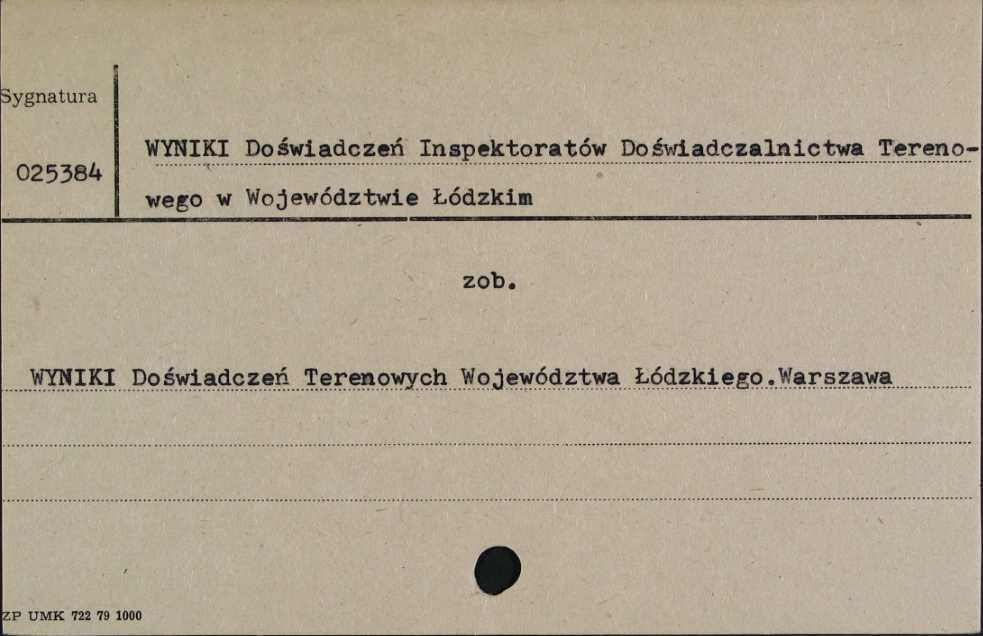 Sygnatura
WYNIKI Doświadczeń Inspektoratów Doświadczalnictwa Tereno-
025384
wego w Województwie Łódzkim
zob.
WYNIKI Doświadczeń Terenowych Województwa Łódzkiego.Warszawa
ZP UMK 722 79 1000